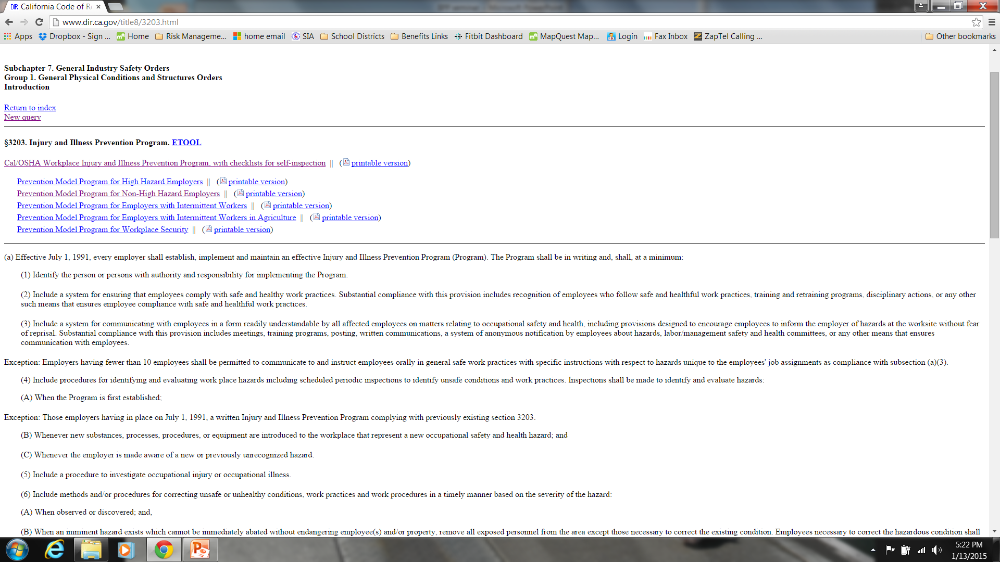 DIR California Code of Re
www.dir.ca.gov/title8/3203.html
Apps Dropbox - Sign ... Home Risk Manageme... home email SIA School Districts Benefits Links Fitbit Dashboard MapQuest Map... Login Fax Inbox ZapTel Calling ... Other bookmarks
Subchapter 7. General Industry Safety Orders
Group 1. General Physical Conditions and Structures Orders
Introduction
Return to index
New query
§3203. Injury and Illness Prevention Program. ETOOL
Cal/OSHA Workplace Injury and Illness Prevention Program, with checklists for self-inspection || (printable version)
Prevention Model Program for High Hazard Employers || (printable version)
Prevention Model Program for Non-High Hazard Employers || (printable version)
Prevention Model Program for Employers with Intermittent Workers || (printable version)
Prevention Model Program for Employers with Intermittent Workers in Agriculture || (printable version)
Prevention Model Program for Workplace Security || (printable version)
(a) Effective July 1, 1991, every employer shall establish, implement and maintain an effective Injury and Illness Prevention Program (Program). The Program shall be in writing and, shall, at a minimum:
(1) Identify the person or persons with authority and responsibility for implementing the Program.
(2) Include a system for ensuring that employees comply with safe and healthy work practices. Substantial compliance with this provision includes recognition of employees who follow safe and healthful work practices, training and retraining programs, disciplinary actions, or any other
such means that ensures employee compliance with safe and healthful work practices.
(3) Include a system for communicating with employees in a form readily understandable by all affected employees on matters relating to occupational safety and health, including provisions designed to encourage employees to inform the employer of hazards at the worksite without fear
of reprisal. Substantial compliance with this provision includes meetings, training programs, posting, written communications, a system of anonymous notification by employees about hazards, labor/management safety and health committees, or any other means that ensures
communication with employees.
Exception: Employers having fewer than 10 employees shall be permitted to communicate to and instruct employees orally in general safe work practices with specific instructions with respect to hazards unique to the employees' job assignments as compliance with subsection (a)(3).
(4) Include procedures for identifying and evaluating work place hazards including scheduled periodic inspections to identify unsafe conditions and work practices. Inspections shall be made to identify and evaluate hazards:
(A) When the Program is first established;
Exception: Those employers having in place on July 1, 1991, a written Injury and Illness Prevention Program complying with previously existing section 3203.
(B) Whenever new substances, processes, procedures, or equipment are introduced to the workplace that represent a new occupational safety and health hazard; and
(C) Whenever the employer is made aware of a new or previously unrecognized hazard.
(5) Include a procedure to investigate occupational injury or occupational illness.
(6) Include methods and/or procedures for correcting unsafe or unhealthy conditions, work practices and work procedures in a timely manner based on the severity of the hazard:
(A) When observed or discovered; and,
(B) When an imminent hazard exists which cannot be immediately abated without endangering employee(s) and/or property, remove all exposed personnel from the area except those necessary to correct the existing condition. Employees necessary to correct the hazardous condition shall
5:22 PM
1/13/2015